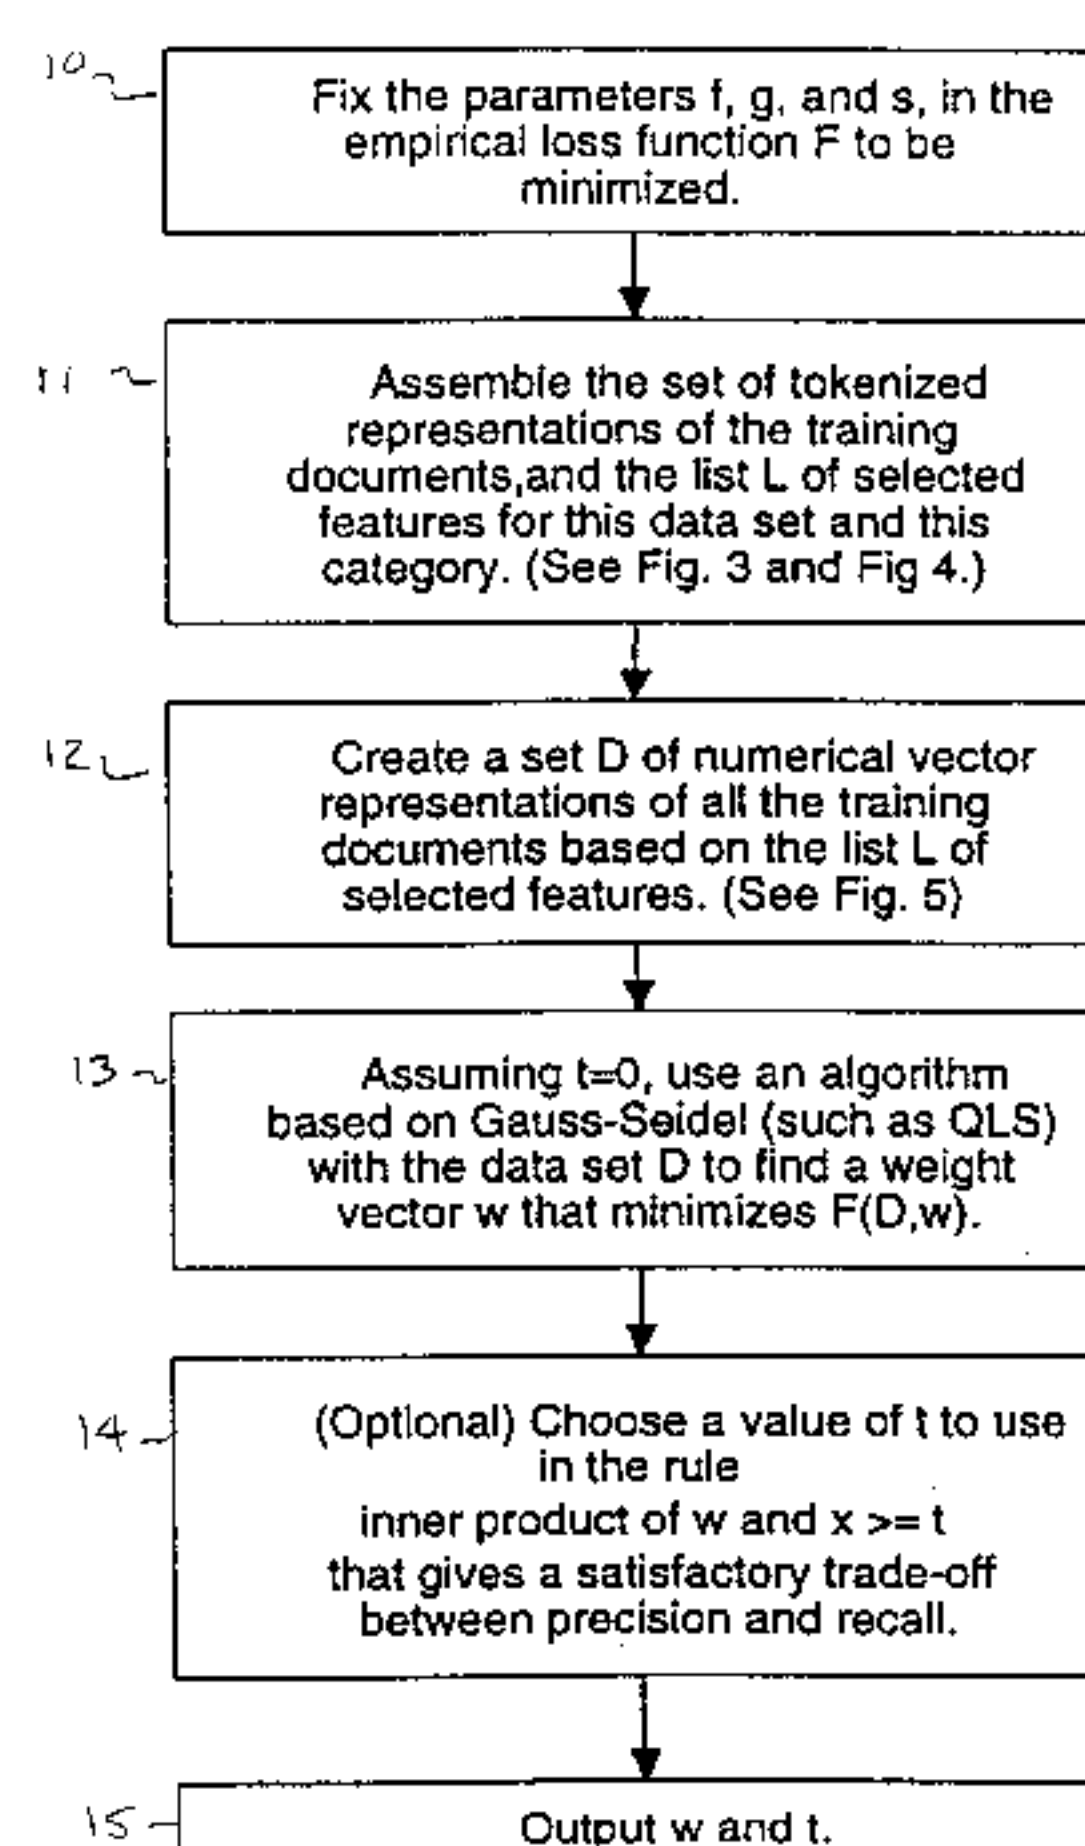 10
Fix the parameters f, g, and s, in the
empirical loss function F to be
minimized.
11
Assemble the set of tokenized
representations of the training
documents,and the list L of selected
features for this data set and this
category. (See Fig. 3 and Fig 4.)
12
Create a set D of numerical vector
representations of all the training
documents based on the list L of
selected features. (See Fig. 5)
13
Assuming t=0, use an algorithm
based on Gauss-Seidel (such as QLS)
with the data set D to find a weight
vector w that minimizes F(D,w).
14
(Optional) Choose a value of t to use
in the rule
inner product of w and x >= t
that gives a satisfactory trade-off
between precision and recall.
15
Output w and t.